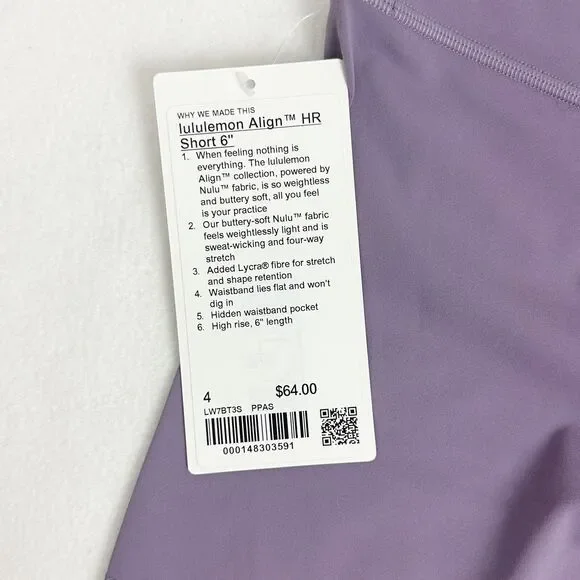 WHY WE MADE THIS
lululemon Align™ HR
Short 6"
1. When feeling nothing is
everything. The lululemon
Align™ collection, powered by
Nulu™ fabric, is so weightless
and buttery soft, all you feel
is your practice
2. Our buttery-soft Nulu™ fabric
feels weightlessly light and is
sweat-wicking and four-way
stretch
3. Added Lycra® fibre for stretch
and shape retention
4. Waistband lies flat and won't
dig in
5. Hidden waistband pocket
6. High rise, 6" length
4 $64.00
LW7BT3S PPAS
000148303591